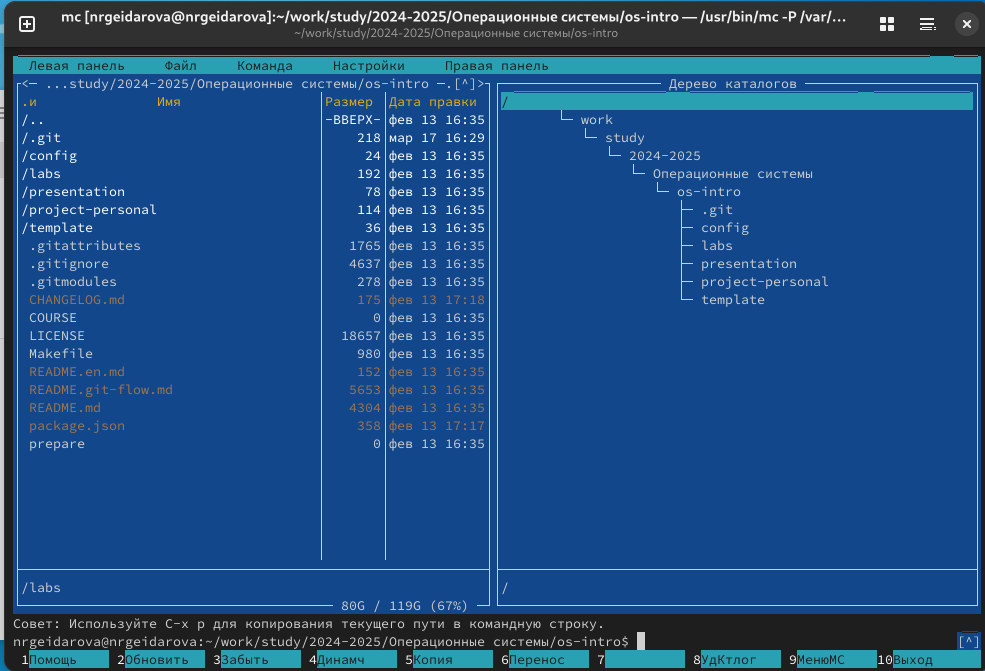 mc [nrgeidarova@nrgeidarova]:~/work/study/2024-2025/Операционные системы/os-intro — /usr/bin/mc -P /var/…
~/work/study/2024-2025/Операционные системы/os-intro
Левая панель Файл Команда Настройки Правая панель
<— ...study/2024-2025/Операционные системы/os-intro —.[^]>
.и Имя Размер Дата правки
/.. -ВВЕРХ- фев 13 16:35
/.git 218 мар 17 16:29
/config 24 фев 13 16:35
/labs 192 фев 13 16:35
/presentation 78 фев 13 16:35
/project-personal 114 фев 13 16:35
/template 36 фев 13 16:35
.gitattributes 1765 фев 13 16:35
.gitignore 4637 фев 13 16:35
.gitmodules 278 фев 13 16:35
CHANGELOG.md 175 фев 13 17:18
COURSE 0 фев 13 16:35
LICENSE 18657 фев 13 16:35
Makefile 980 фев 13 16:35
README.en.md 152 фев 13 16:35
README.git-flow.md 5653 фев 13 16:35
README.md 4304 фев 13 16:35
package.json 358 фев 13 17:17
prepare 0 фев 13 16:35
/labs
80G / 119G (67%)
Дерево каталогов
/
work
study
2024-2025
Операционные системы
os-intro
.git
config
labs
presentation
project-personal
template
/
Совет: Используйте C-x p для копирования текущего пути в командную строку.
nrgeidarova@nrgeidarova:~/work/study/2024-2025/Операционные системы/os-intro$ [^]
1Помощь 2Обновить 3Забыть 4Динамч 5Копия 6Перенос 7 8УдКтлог 9МенюMC 10Выход